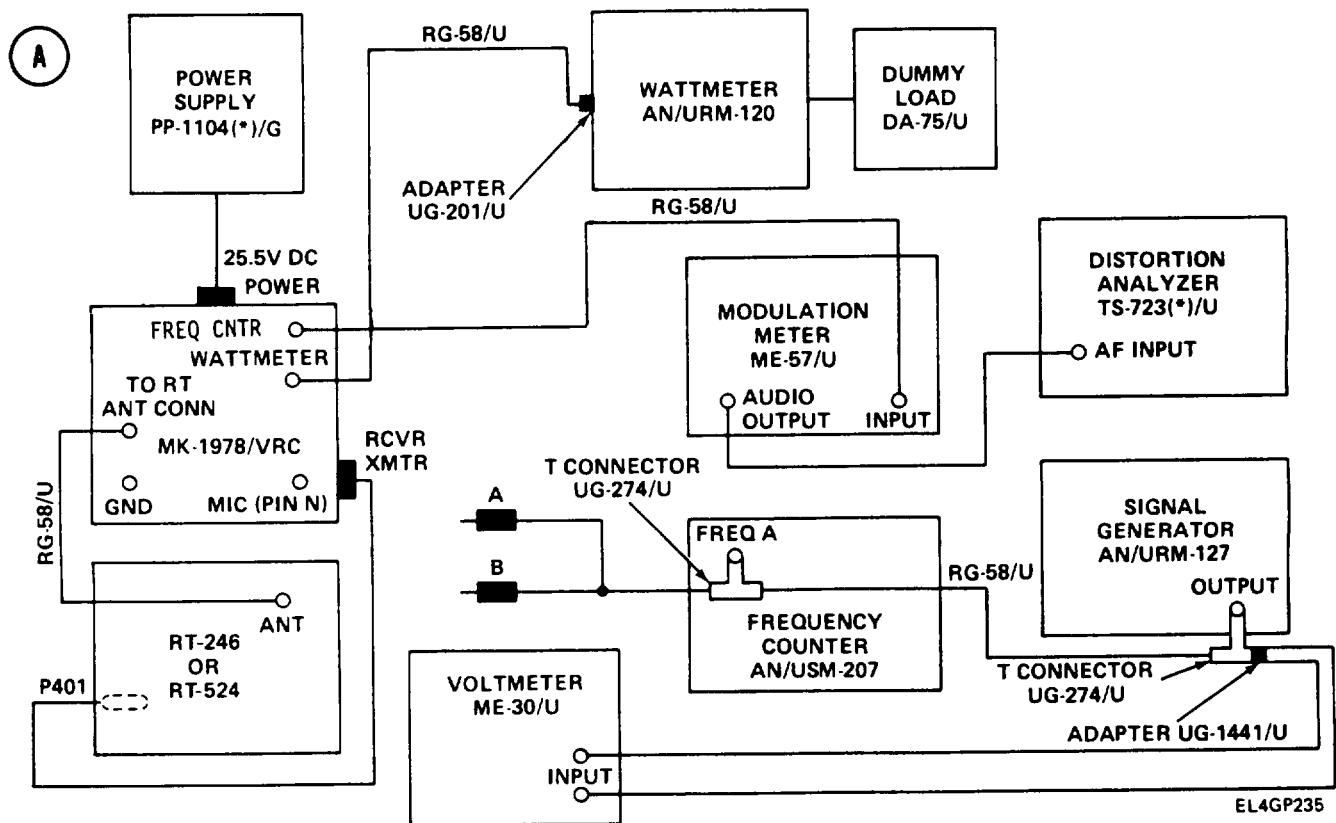 A
POWER
SUPPLY
PP-1104(*)/G
RG-58/U
WATTMETER
AN/URM-120
DUMMY
LOAD
DA-75/U
ADAPTER
UG-201/U
RG-58/U
25.5V DC
POWER
FREQ CNTR
WATTMETER
TO RT
ANT CONN
MK-1978/VRC
GND
MIC (PIN N)
RCVR
XMTR
RG-58/U
MODULATION
METER
ME-57/U
AUDIO
OUTPUT
INPUT
DISTORTION
ANALYZER
TS-723(*)/U
AF INPUT
T CONNECTOR
UG-274/U
A
B
FREQ A
FREQUENCY
COUNTER
AN/USM-207
RG-58/U
SIGNAL
GENERATOR
AN/URM-127
OUTPUT
T CONNECTOR
UG-274/U
ADAPTER UG-1441/U
ANT
RT-246
OR
RT-524
P401
VOLTMETER
ME-30/U
INPUT
EL4GP235